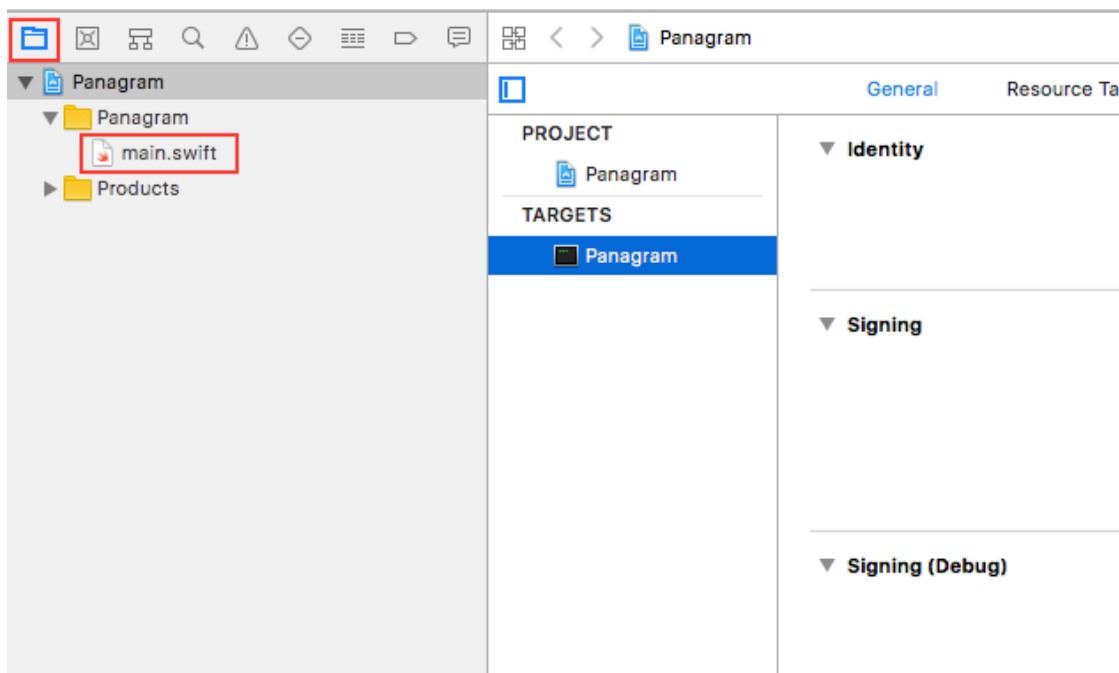 Panagram
Panagram
main.swift
Products
Panagram
General Resource Ta
PROJECT
Panagram
TARGETS
Panagram
Identity
Signing
Signing (Debug)